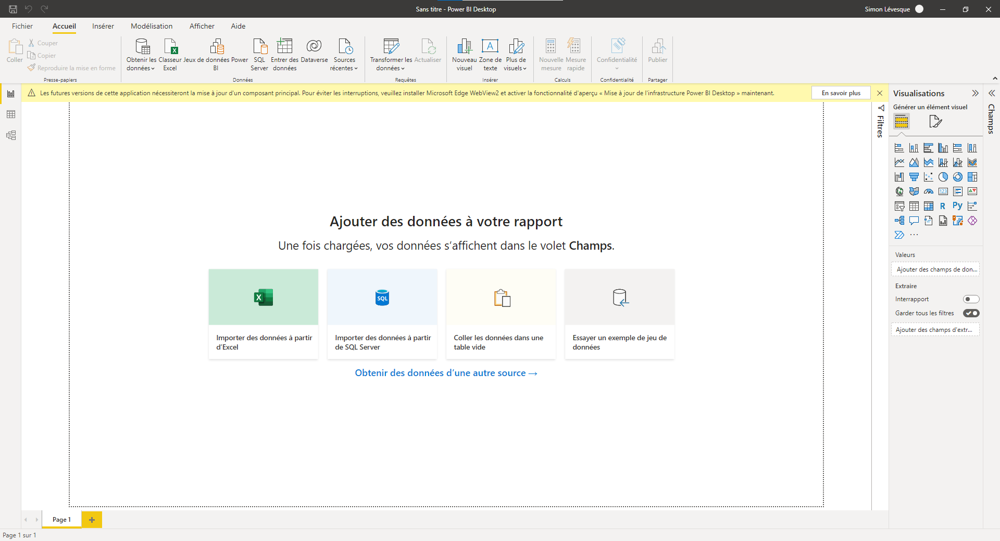 Sans titre - Power BI Desktop
Simon Lévesque
Fichier
Accueil
Insérer
Modélisation
Afficher
Aide
Coller
Couper
Copier
Reproduire la mise en forme
Presse-papiers
Obtenir les
données
Classeur
Excel
Jeux de données Power
BI
SQL
Server
Entrer des
données
Dataverse
Sources
récentes
Données
Transformer les
données
Actualiser
Requêtes
Nouveau
visuel
A
Zone de
texte
Plus de
visuels
Insérer
Nouvelle
mesure
Mesure
rapide
Calculs
Confidentialité
Confidentialité
Publier
Partager
Les futures versions de cette application nécessiteront la mise à jour d'un composant principal. Pour éviter les interruptions, veuillez installer Microsoft Edge WebView2 et activer la fonctionnalité d'aperçu « Mise à jour de l'infrastructure Power BI Desktop » maintenant.
En savoir plus
Filtres
Ajouter des données à votre rapport
Une fois chargées, vos données s’affichent dans le volet Champs.
X
SQL
Importer des données à partir
d’Excel
Importer des données à partir
de SQL Server
Coller les données dans une
table vide
Essayer un exemple de jeu de
données
Obtenir des données d’une autre source →
Visualisations
Générer un élément visuel
123
R
Py
...
Valeurs
Ajouter des champs de don...
Extraire
Interrapport
Garder tous les filtres
Ajouter des champs d'extr...
Champs
Page 1
Page 1 sur 1